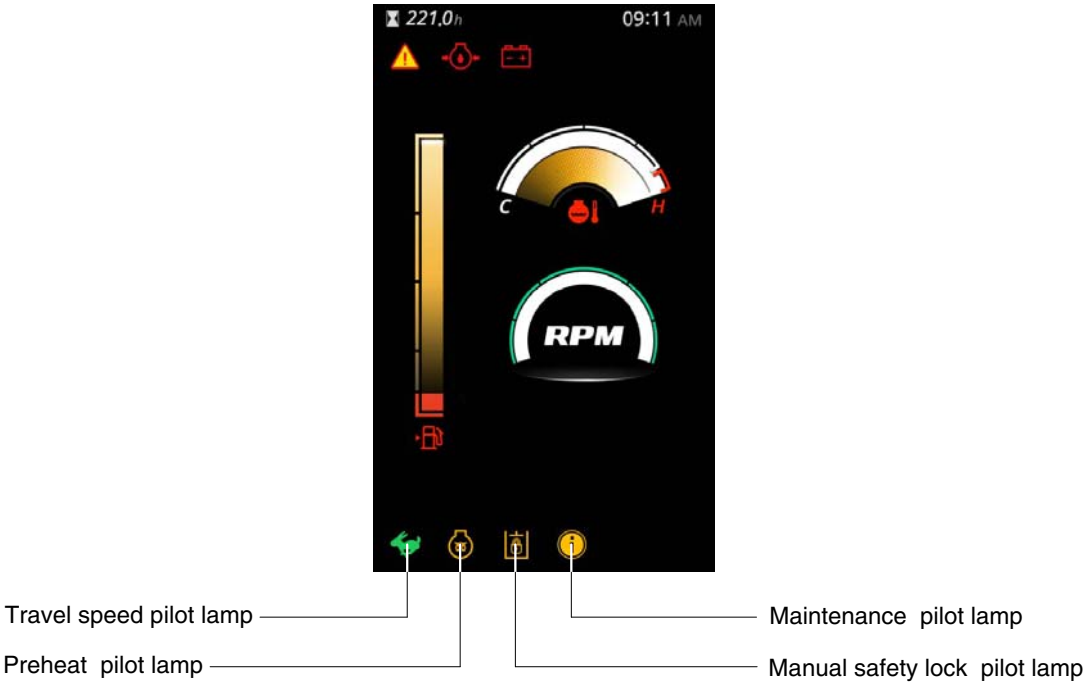 221.0h 09:11 AM
C H
RPM
Travel speed pilot lamp Maintenance pilot lamp
Preheat pilot lamp Manual safety lock pilot lamp